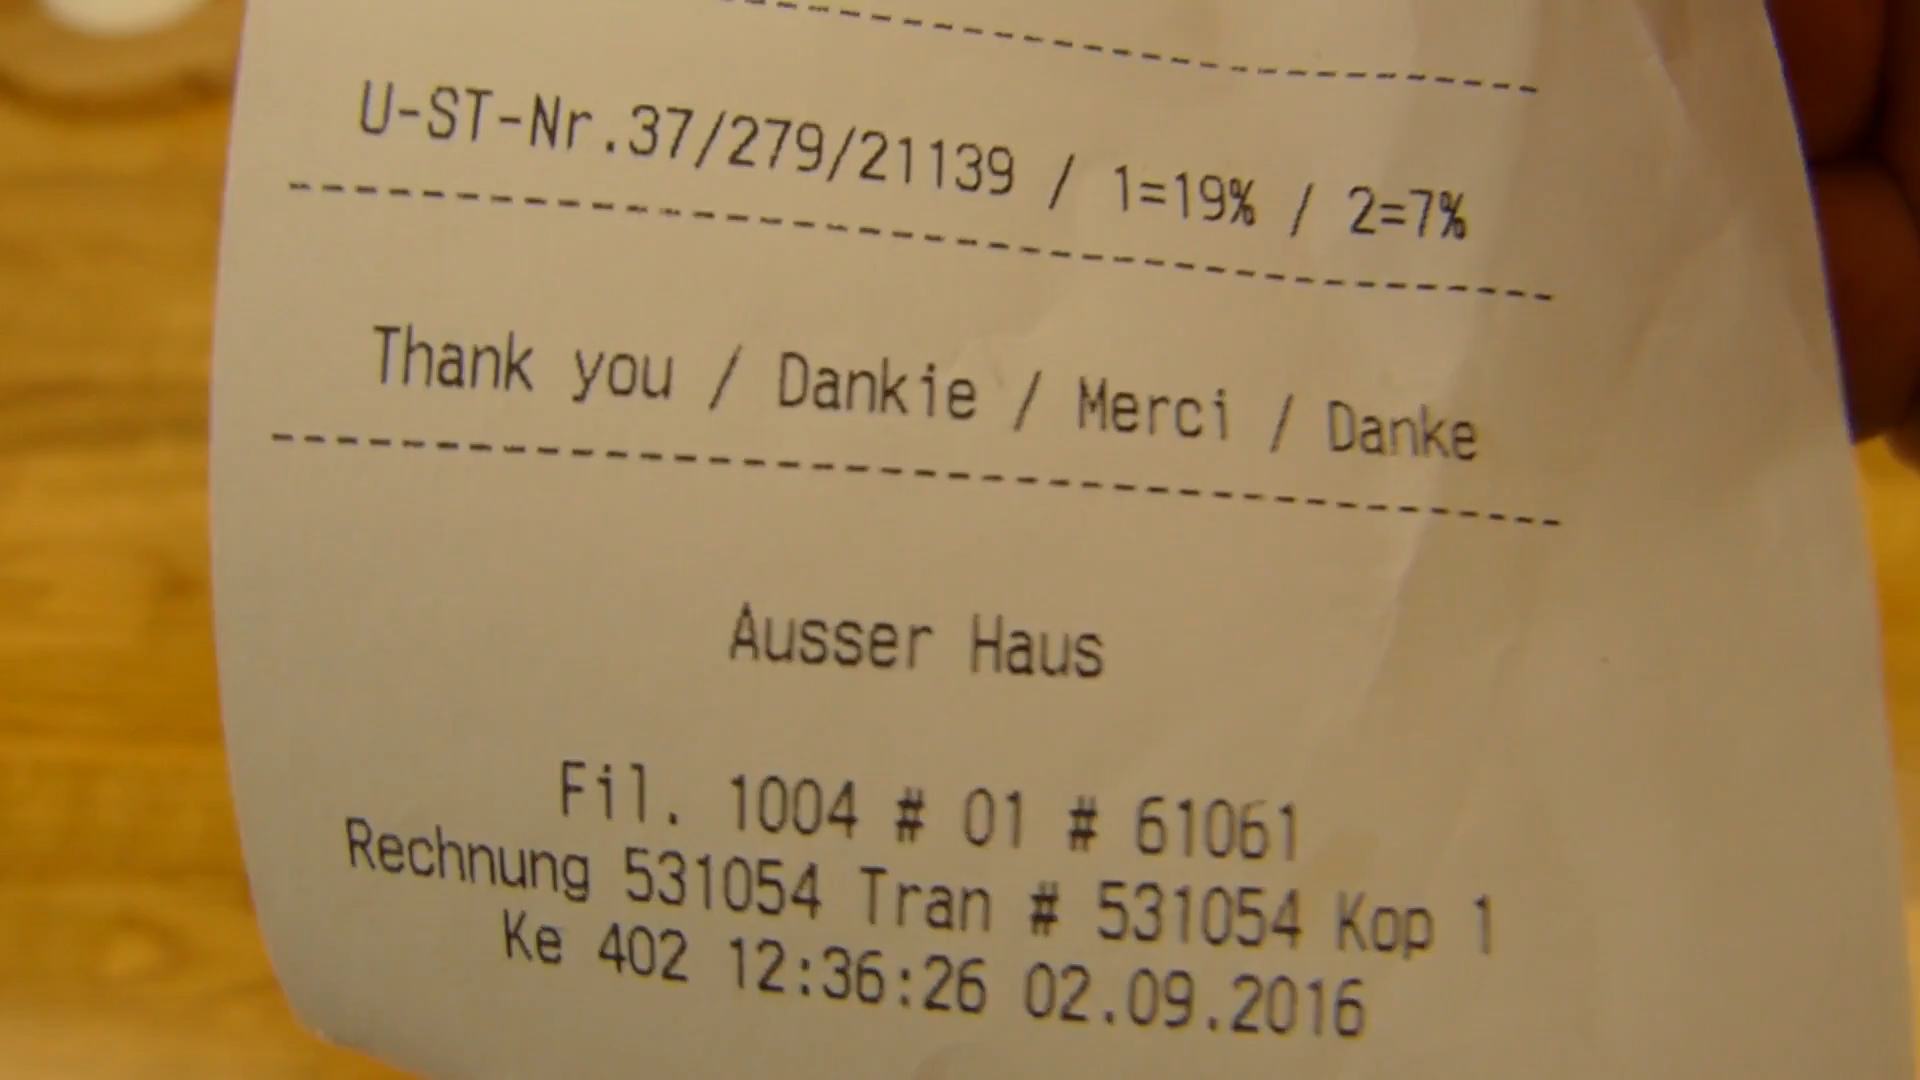 U-ST-Nr.37/279/21139 / 1=19% / 2=7%
Thank you / Dankie / Merci / Danke
Ausser Haus
Fil. 1004 # 01 # 61061
Rechnung 531054 Tran # 531054 Kop 1
Ke 402 12:36:26 02.09.2016